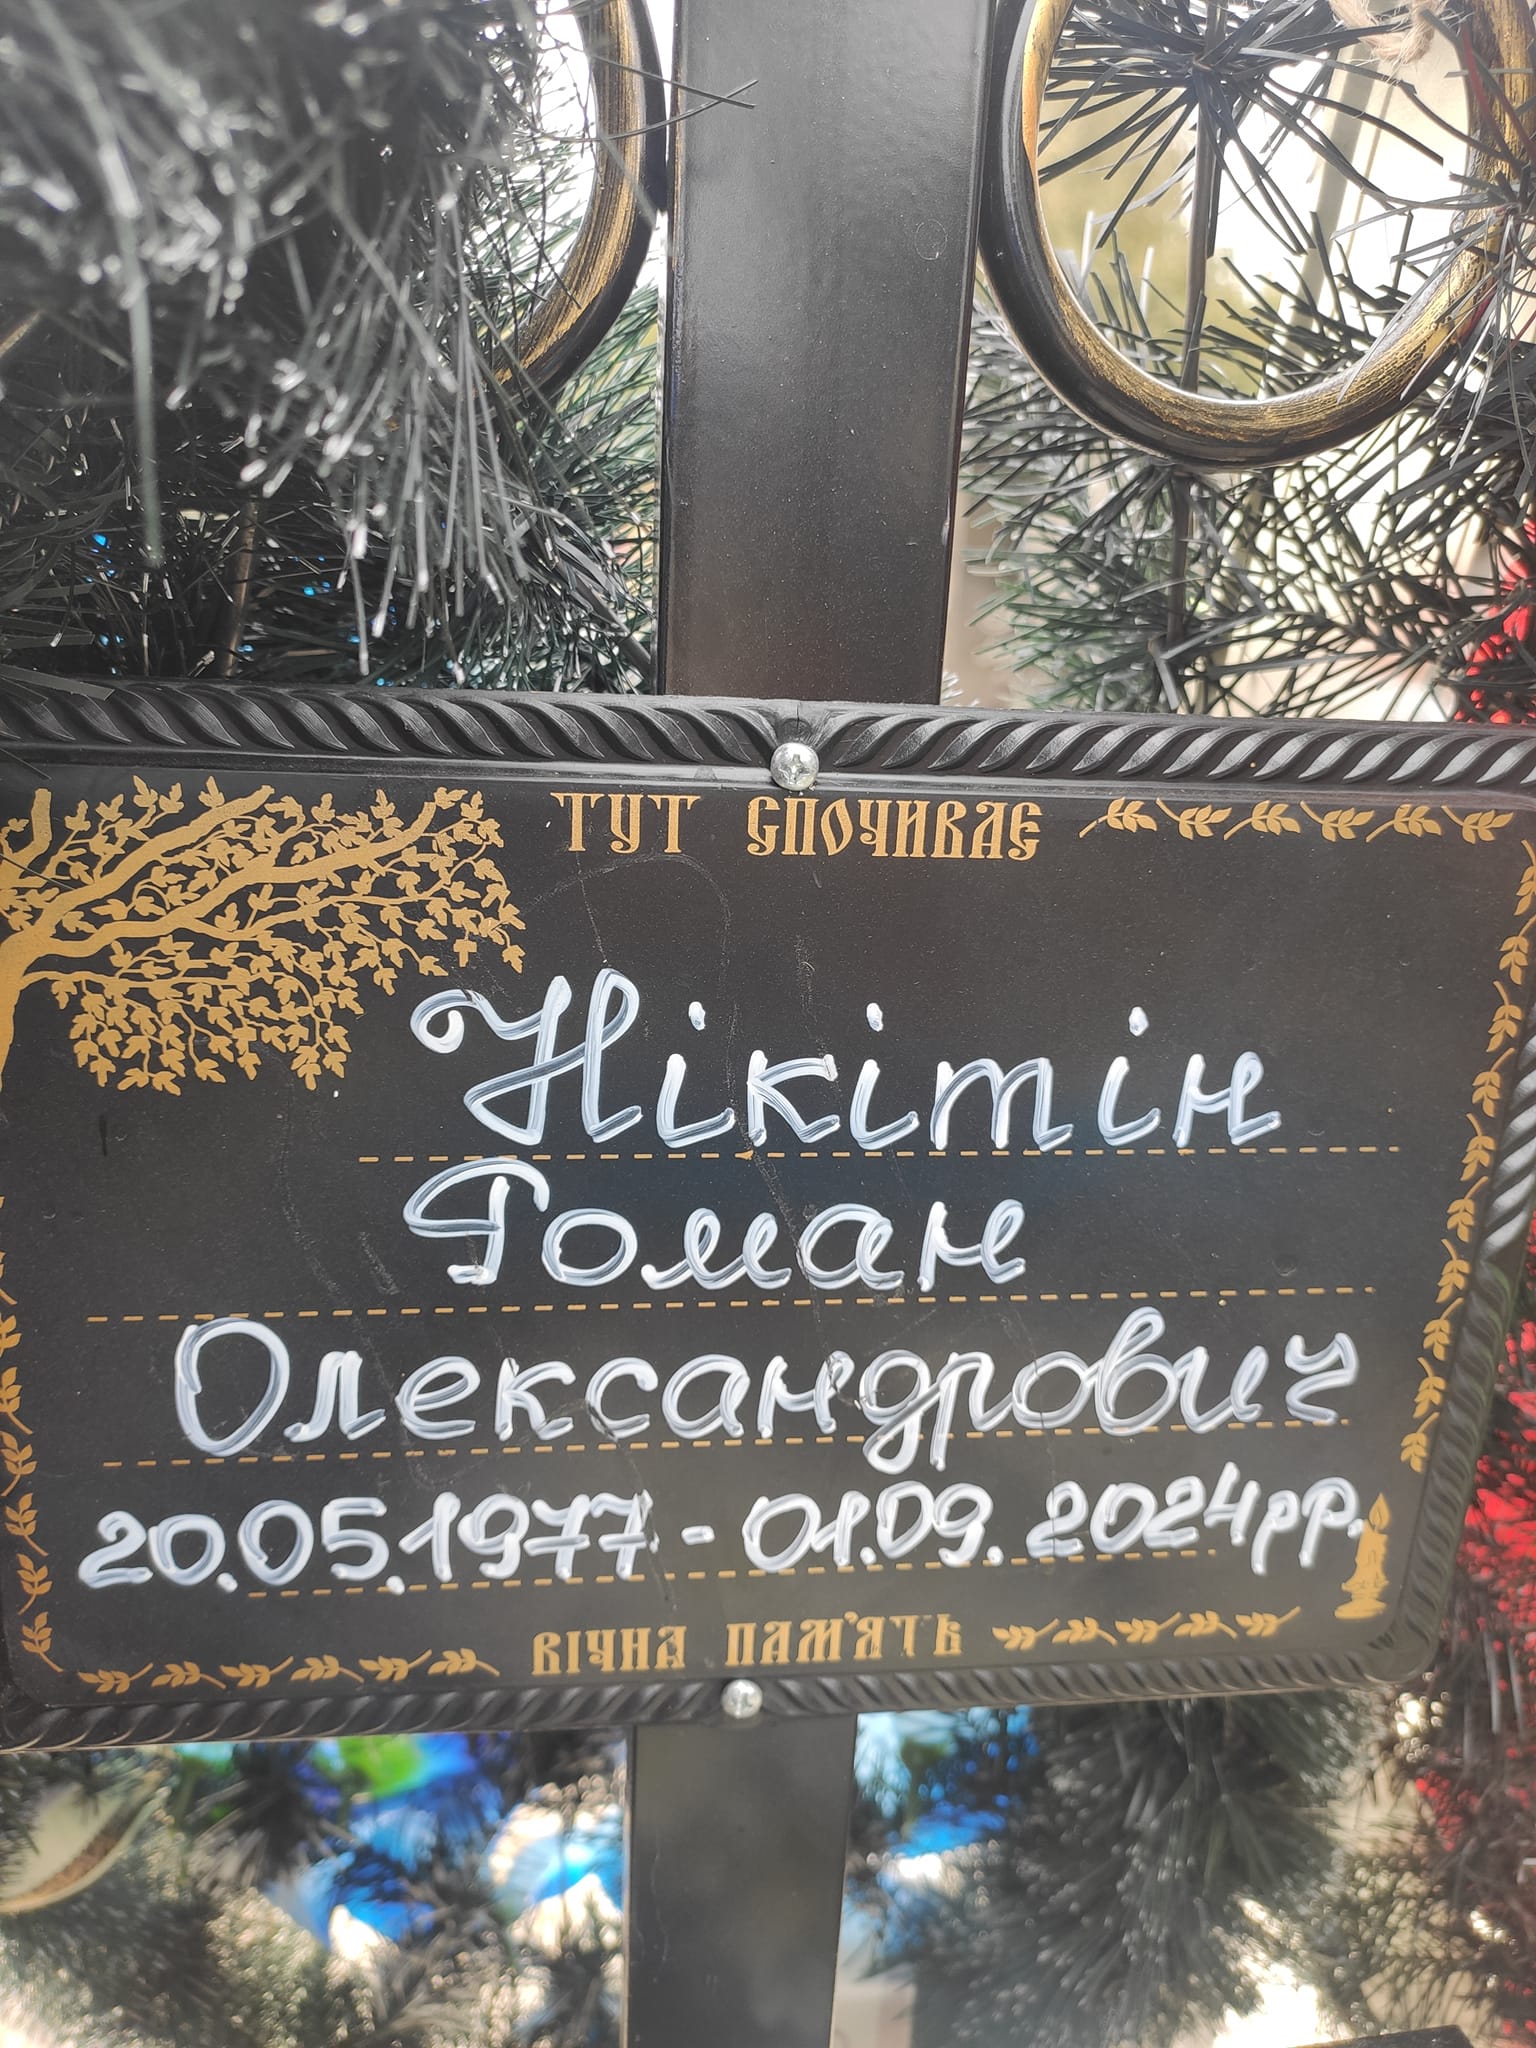 ТУТ СПОЧИВАЄ
Нікітін
Роман
Олександрович
20.05.1977-01.09.2024рр.
ВІЧНА ПАМ'ЯТЬ